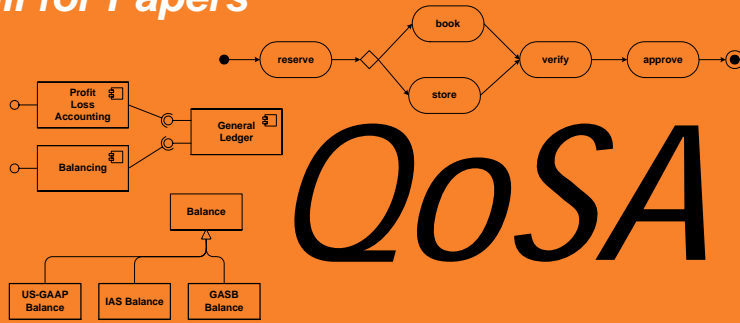 for Papers
book
reserve
verify
approve
store
Profit
Loss
Accounting
General
Ledger
Balancing
QoSA
Balance
US-GAAP
Balance
IAS Balance
GASB
Balance